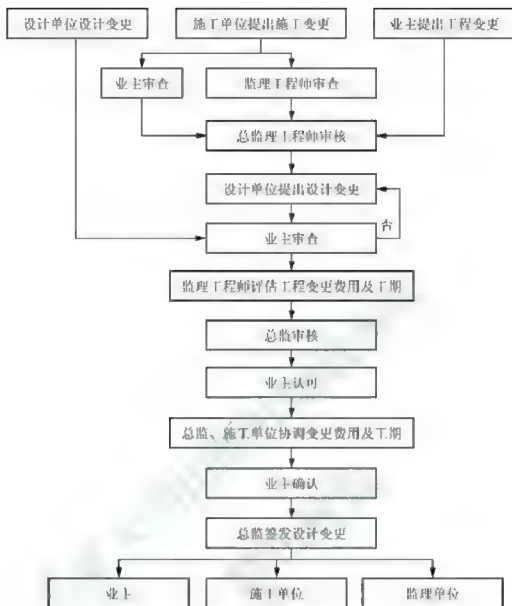 设计单位设计变更
施工单位提出施工变更
业主提出工程变更
业主审查
监理工程师审查
总监理工程师审核
设计单位提出设计变更
否
业主审查
监理工程师评估工程变更费用及工期
总监审核
业主认可
总监、施工单位协调变更费用及工期
业主确认
总监签发设计变更
业主
施工单位
监理单位